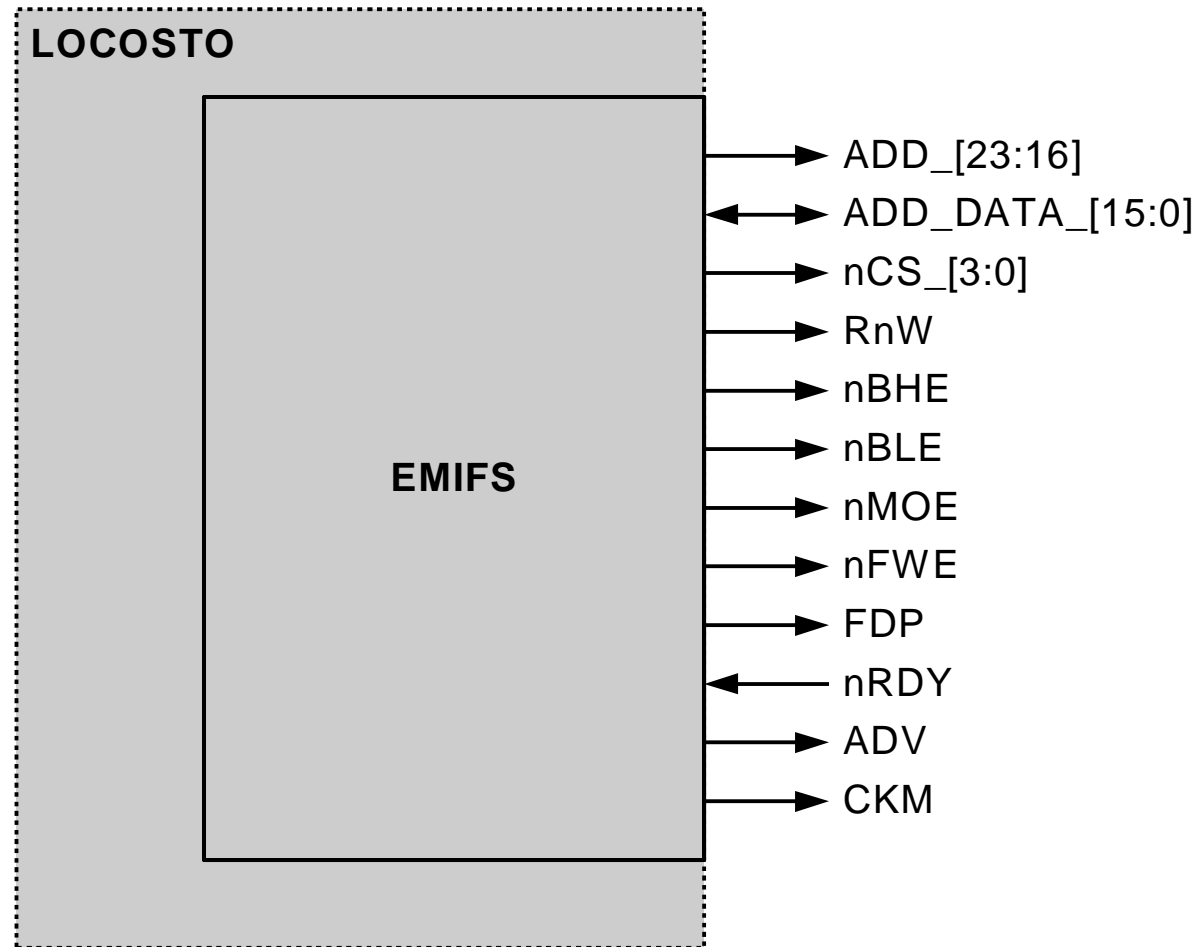 LOCOSTO
ADD_[23:16]
ADD_DATA_[15:0]
nCS_[3:0]
RnW
nBHE
nBLE
EMIFS
nMOE
nFWE
FDP
nRDY
ADV
CKM